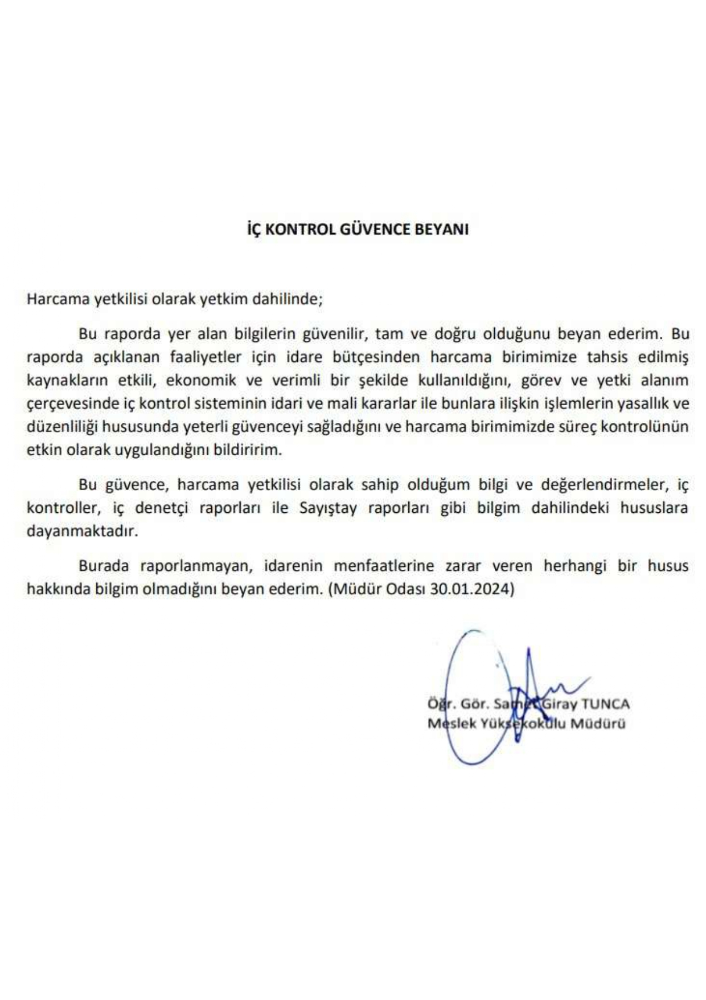 İÇ KONTROL GÜVENCE BEYANI
Harcama yetkilisi olarak yetkim dahilinde;
Bu raporda yer alan bilgilerin güvenilir, tam ve doğru olduğunu beyan ederim. Bu
raporda açıklanan faaliyetler için idare bütçesinden harcama birimimize tahsis edilmiş
kaynakların etkili, ekonomik ve verimli bir şekilde kullanıldığını, görev ve yetki alanım
çerçevesinde iç kontrol sisteminin idari ve mali kararlar ile bunlara ilişkin işlemlerin yasallık ve
düzenliliği hususunda yeterli güvenceyi sağladığını ve harcama birimimizde süreç kontrolünün
etkin olarak uygulandığını bildiririm.
Bu güvence, harcama yetkilisi olarak sahip olduğum bilgi ve değerlendirmeler, iç
kontroller, iç denetçi raporları ile Sayıştay raporları gibi bilgim dahilindeki hususlara
dayanmaktadır.
Burada raporlanmayan, idarenin menfaatlerine zarar veren herhangi bir husus
hakkında bilgim olmadığını beyan ederim. (Müdür Odası 30.01.2024)
Öğr. Gör. Samet Giray TUNCA
Meslek Yüksekokulu Müdürü